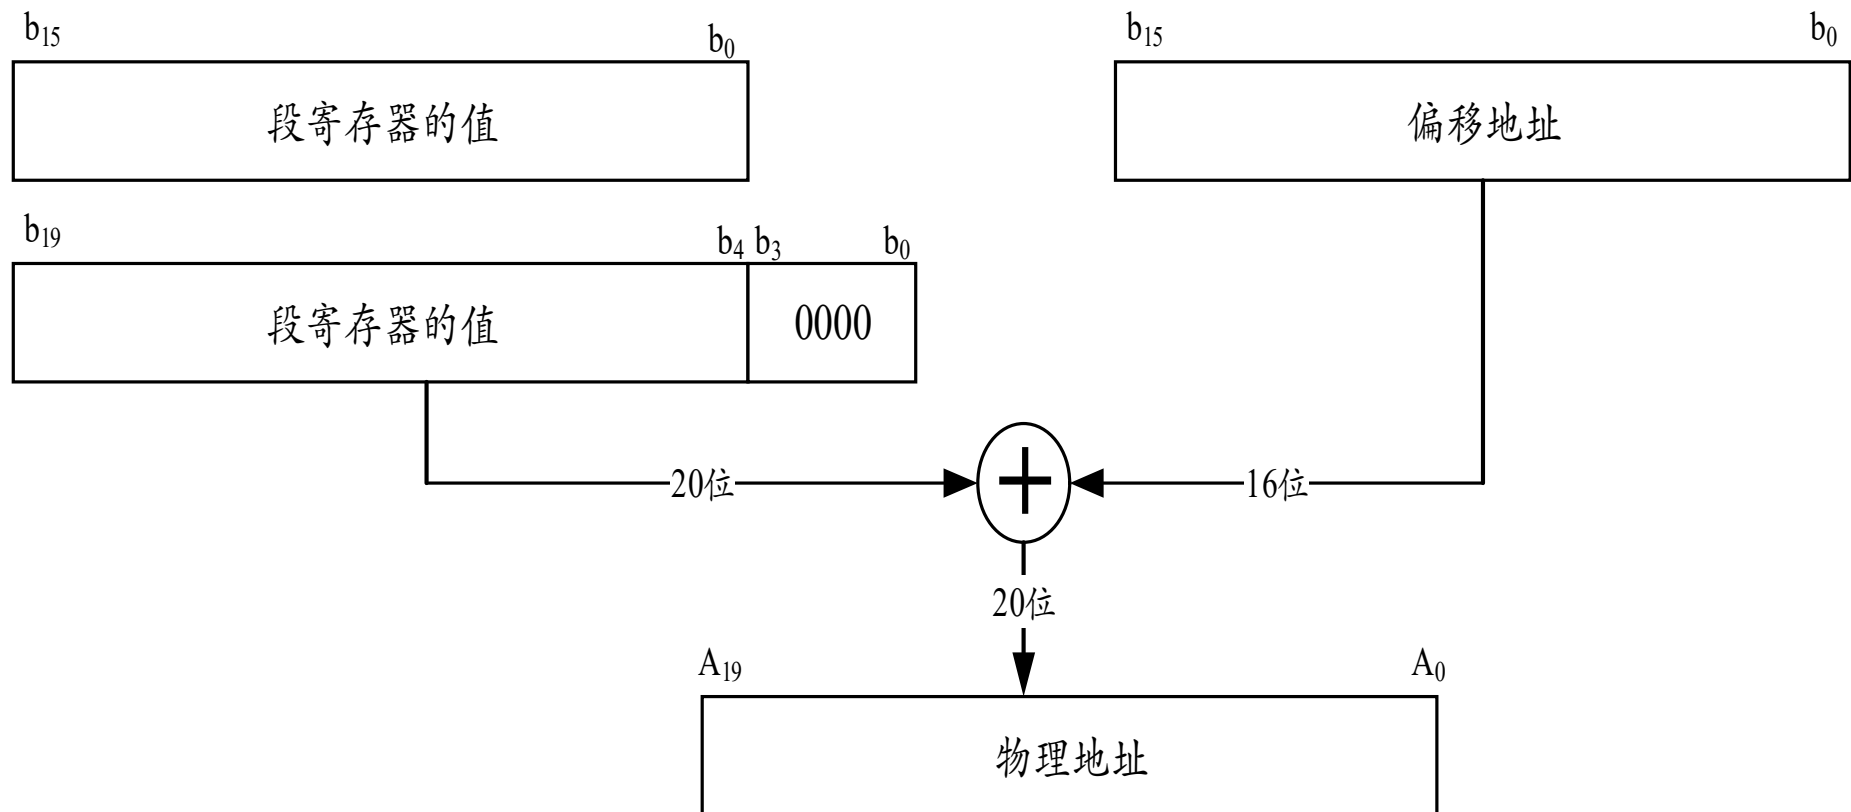 b₁₅ b₀ b₁₅ b₀
段寄存器的值 偏移地址
b₁₉ b₄ b₃ b₀
段寄存器的值 0000
20位 16位
20位
A₁₉ A₀
物理地址